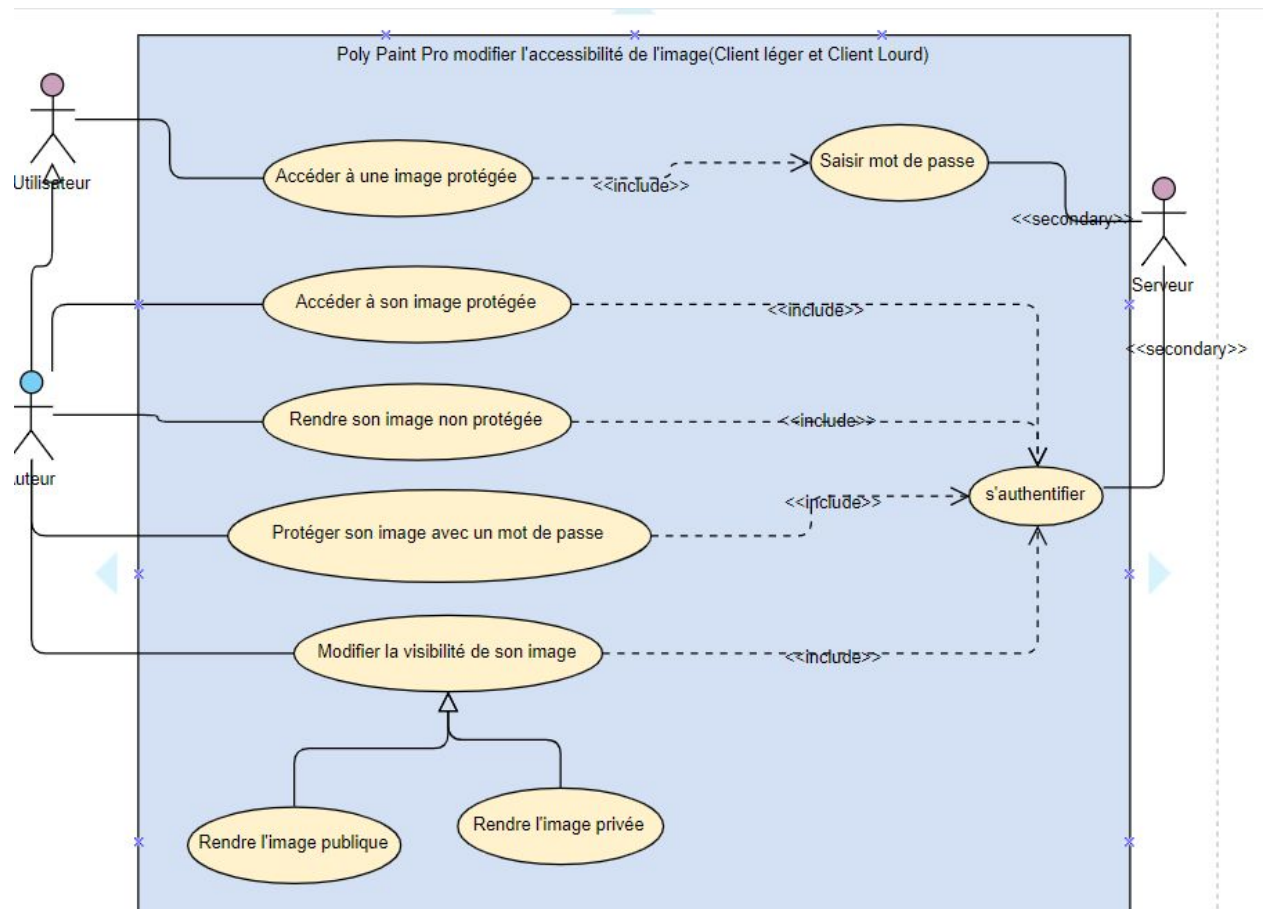 Poly Paint Pro modifier l'accessibilité de l'image(Client léger et Client Lourd)
Utilisateur
Accéder à une image protégée
<<include>>
Saisir mot de passe
<<secondary>>
Serveur
Accéder à son image protégée
<<include>>
<<secondary>>
Rendre son image non protégée
<<include>>
uteur
s'authentifier
Protéger son image avec un mot de passe
<<include>>
Modifier la visibilité de son image
<<include>>
Rendre l'image publique
Rendre l'image privée